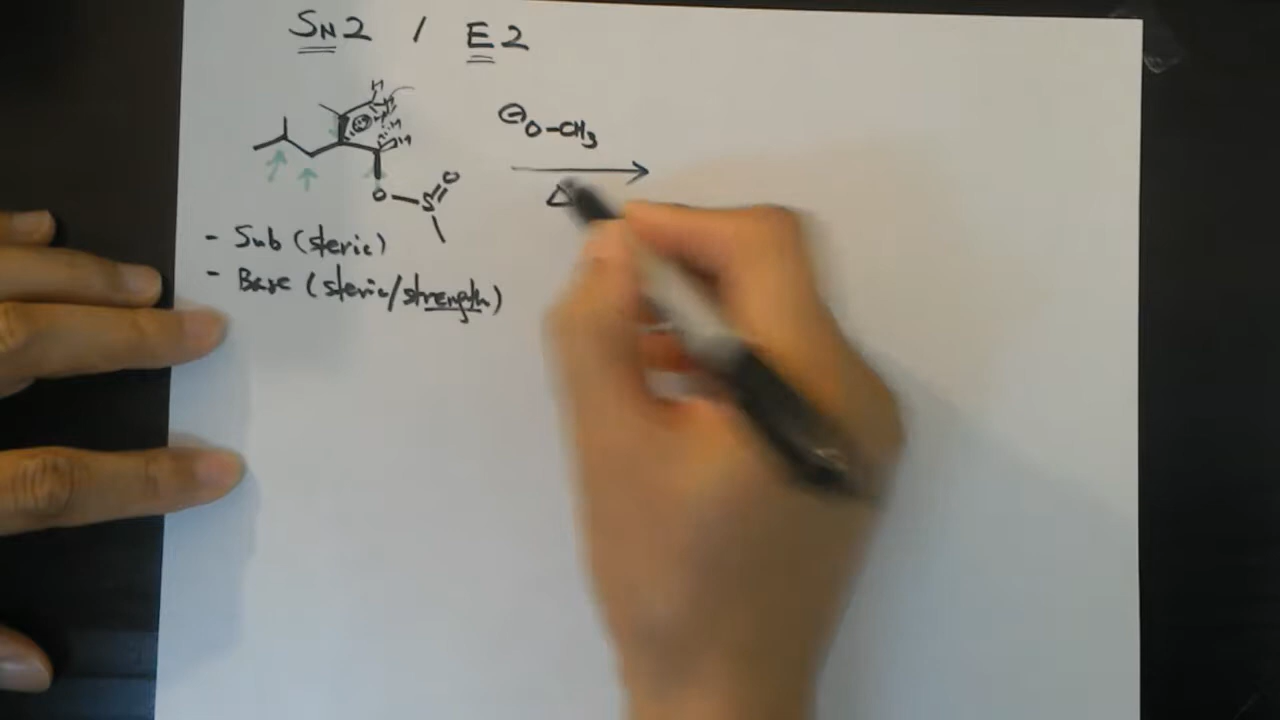 SN2 / E2
H
H
H
H
H
⊖O-CH3
Δ
O-S=O
- Sub (steric)
- Base (steric/strength)